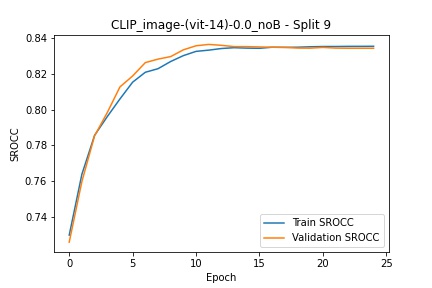 CLIP_image-(vit-14)-0.0_noB - Split 9
0.84
0.82
0.80
0.78
0.76
0.74
SROCC
Train SROCC
Validation SROCC
0 5 10 15 20 25
Epoch